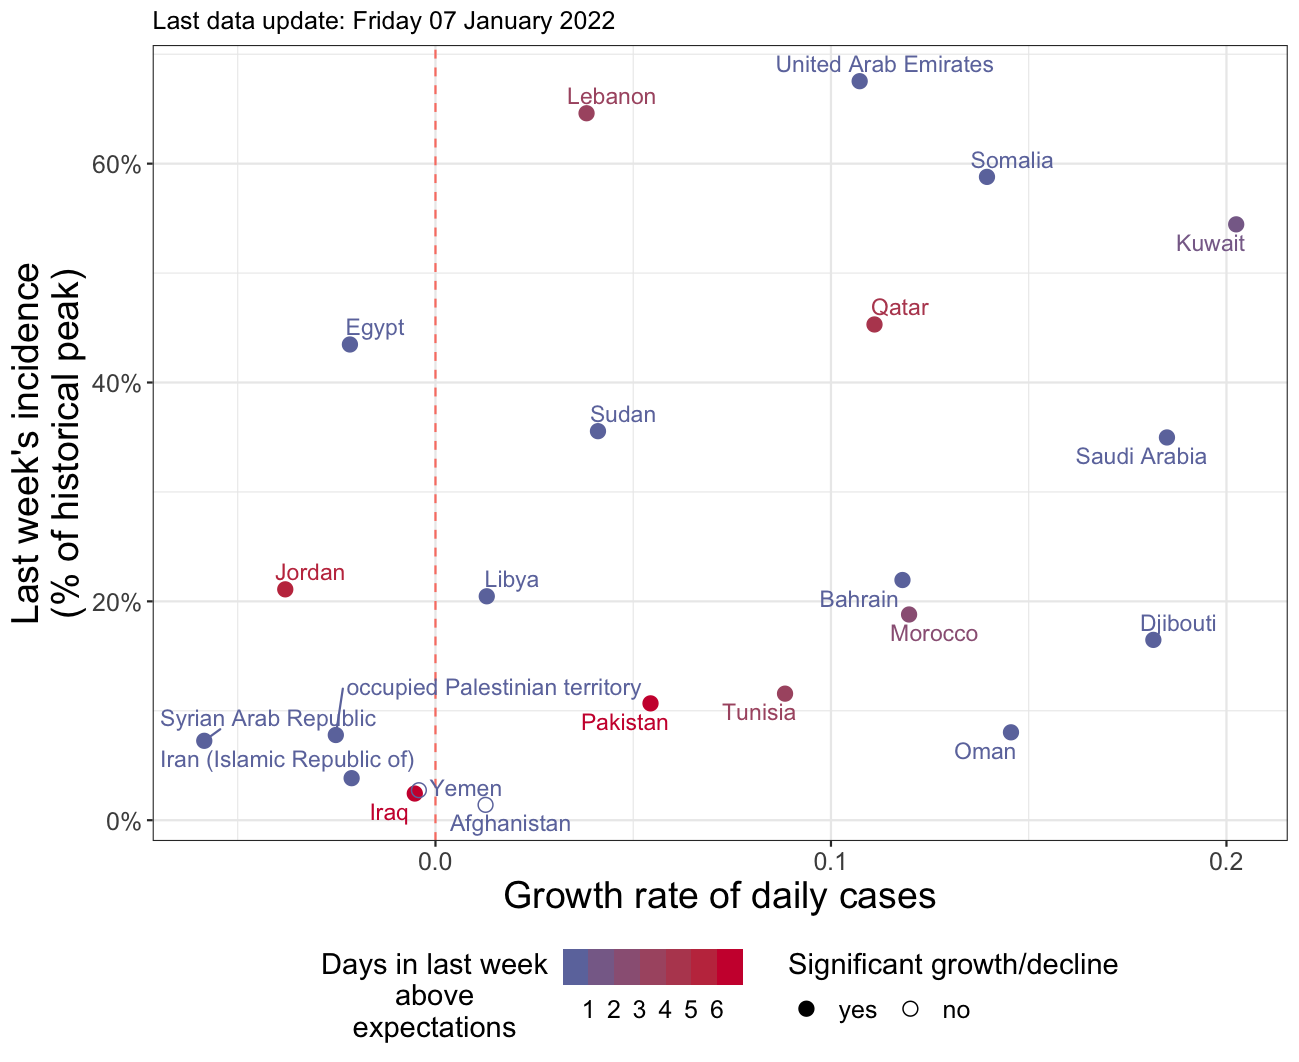 Last data update: Friday 07 January 2022
United Arab Emirates
Lebanon
60%
Somalia
Kuwait
Qatar
Egypt
40%
Sudan
Saudi Arabia
Jordan
Libya
20%
Bahrain
Morocco
Djibouti
occupied Palestinian territory
Syrian Arab Republic
Pakistan
Tunisia
Iran (Islamic Republic of)
Oman
Yemen
Iraq
Afghanistan
0%
Last week's incidence
(% of historical peak)
0.0 0.1 0.2
Growth rate of daily cases
Days in last week
above
expectations
1 2 3 4 5 6
Significant growth/decline
yes no